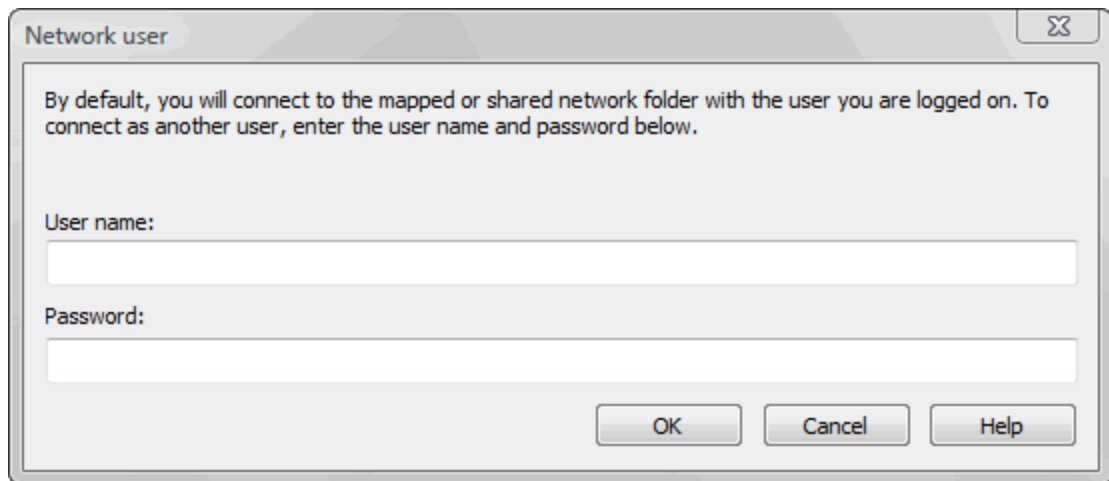 Network user
By default, you will connect to the mapped or shared network folder with the user you are logged on. To
connect as another user, enter the user name and password below.
User name:
Password:
OK Cancel Help